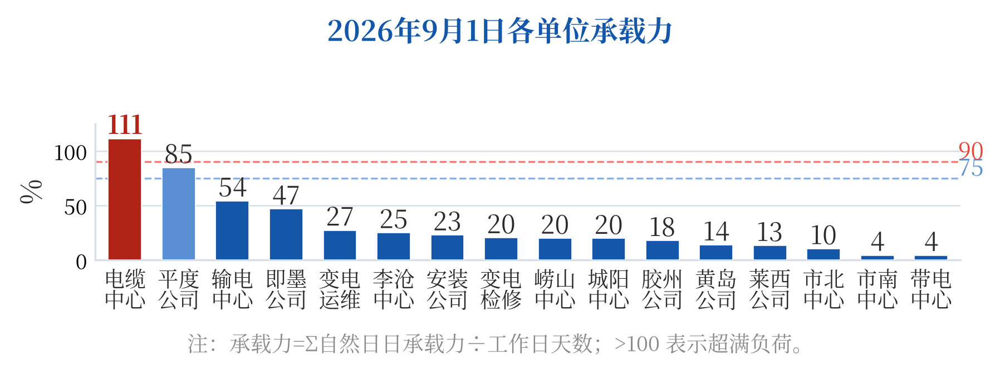 2026年9月1日各单位承载力
%
100
50
0
90
75
111
85
54
47
27
25
23
20
20
20
18
14
13
10
4
4
电缆
中心
平度
公司
输电
中心
即墨
公司
变电
运维
李沧
中心
安装
公司
变电
检修
崂山
中心
城阳
中心
胶州
公司
黄岛
公司
莱西
公司
市北
中心
市南
中心
带电
中心
注：承载力=Σ自然日日承载力÷工作日天数；>100 表示超满负荷。